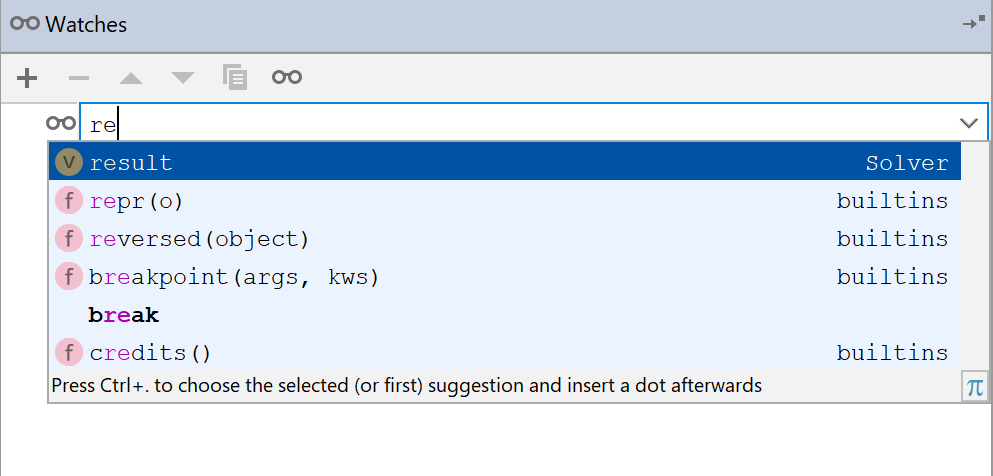 Watches
re
V result Solver
f repr(o) builtins
f reversed(object) builtins
f breakpoint(args, kws) builtins
break
f credits() builtins
Press Ctrl+. to choose the selected (or first) suggestion and insert a dot afterwards π